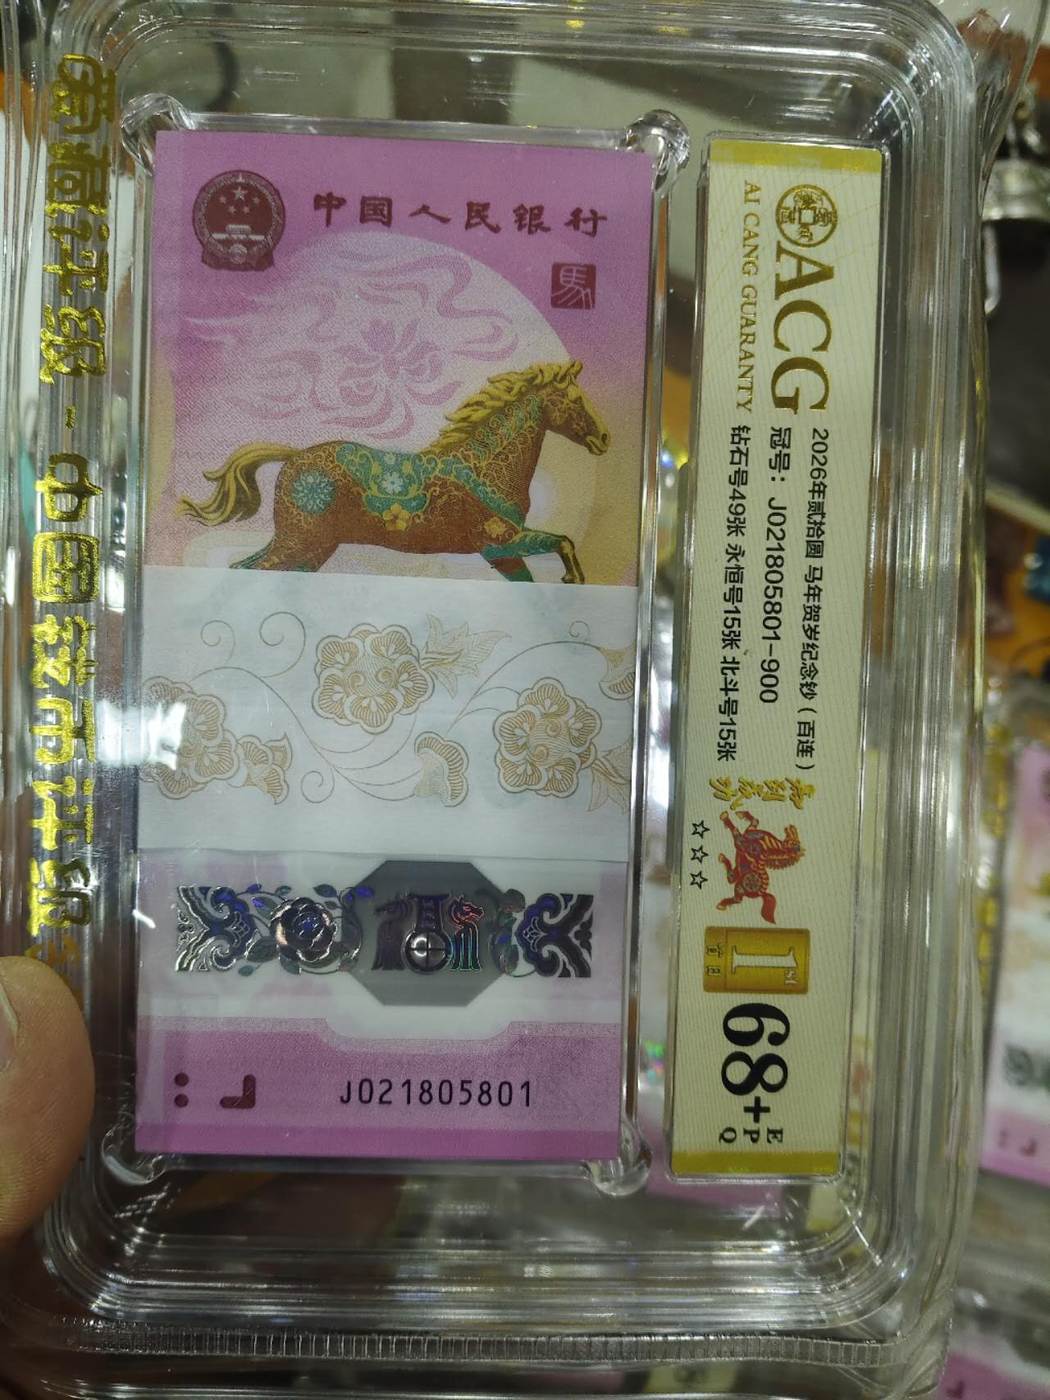 中国人民银行
馬
J021805801
ACG
AI CANG GUARANTY
2026年贰拾圆 马年贺岁纪念钞（百连）
冠号：J021805801-900
钻石号49张 永恒号15张 北斗号15张
☆☆☆
1ST
68+
EPQ